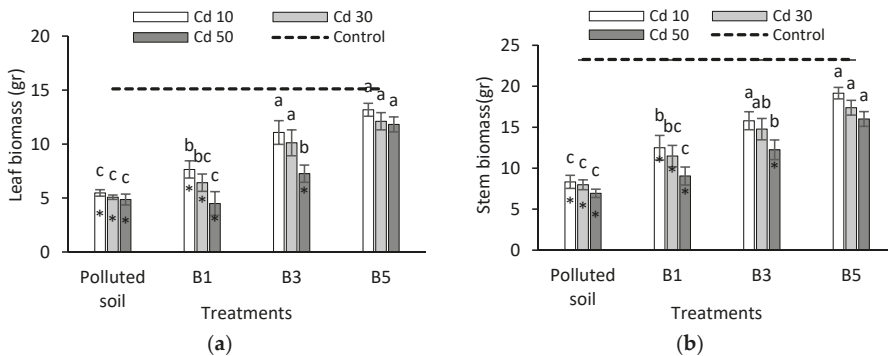 Cd 10 Cd 30
Cd 50 Control
20
15
10
5
0
Leaf biomass (gr)
c c c
* * *
b bc c
* * *
a a b
*
a a a
Polluted soil B1 B3 B5
Treatments
(a)
Cd 10 Cd 30
Cd 50 Control
25
20
15
10
5
0
Stem biomass(gr)
c c c
* * *
b bc c
* * *
a ab b
*
a a a
Polluted soil B1 B3 B5
Treatments
(b)